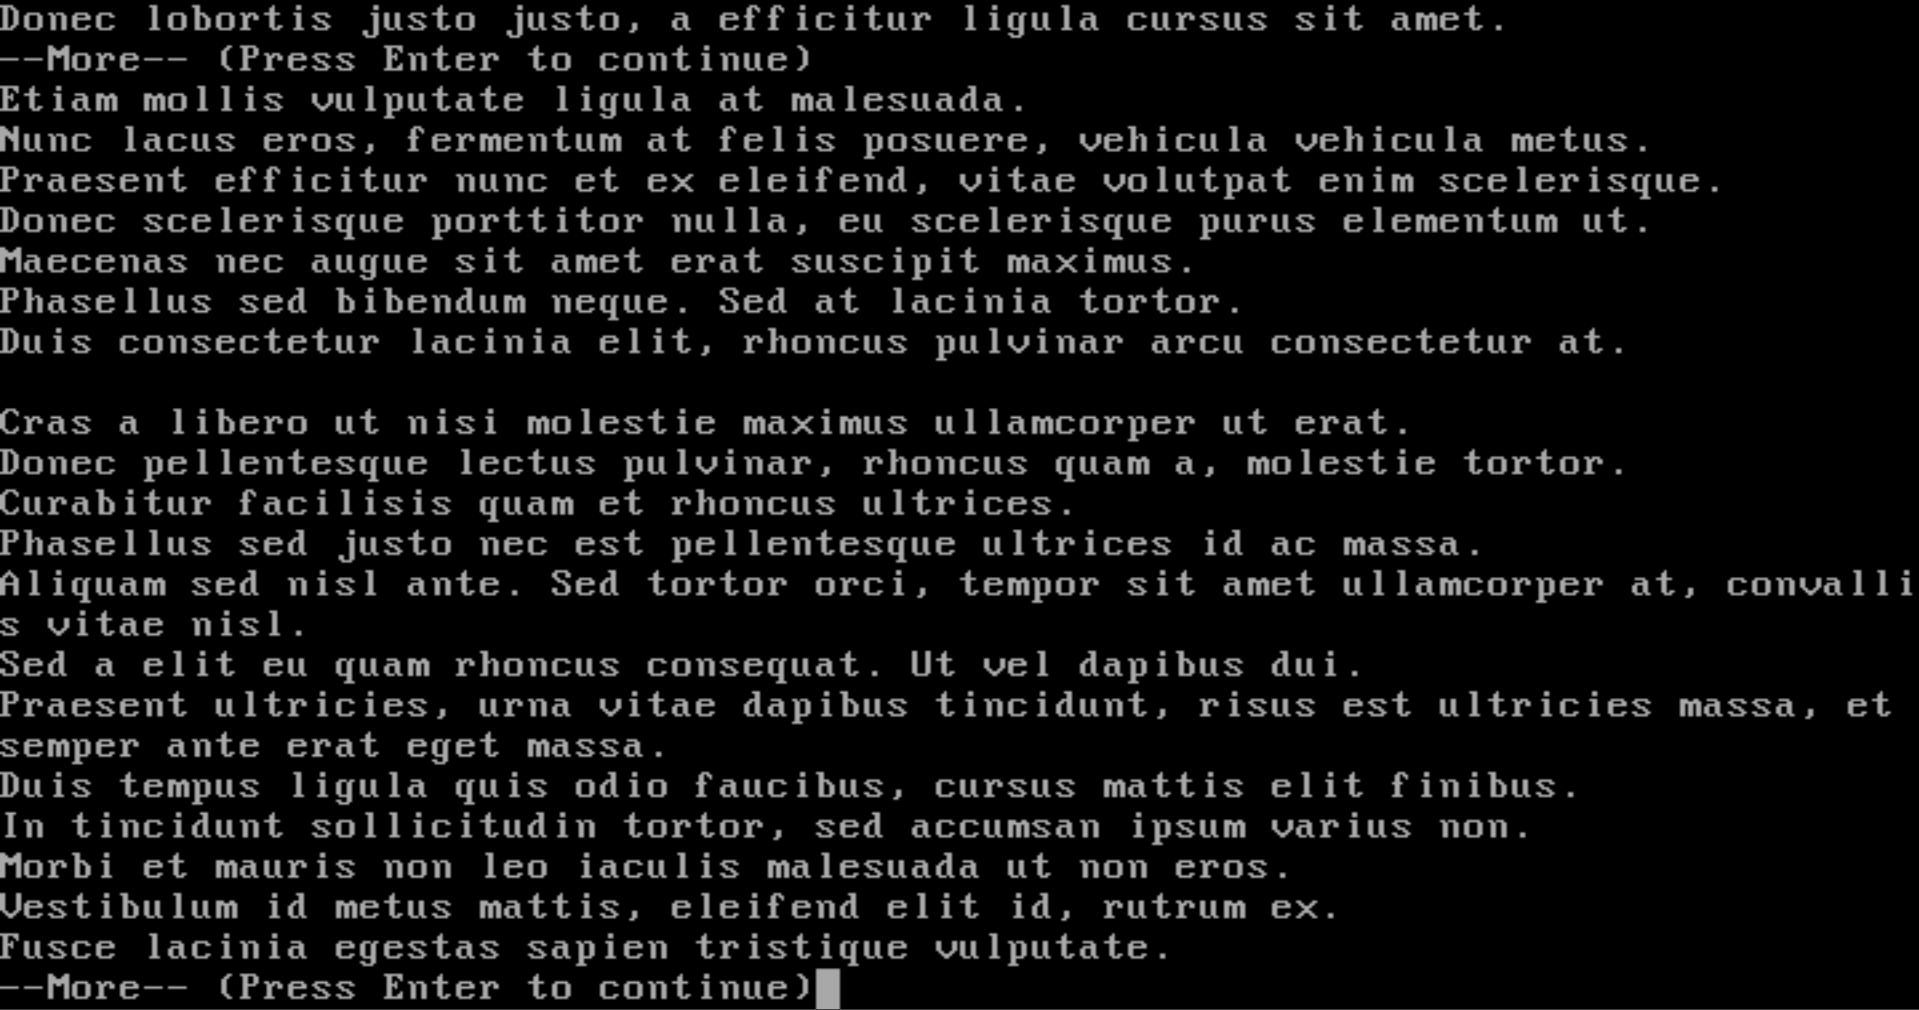 Donec lobortis justo justo, a efficitur ligula cursus sit amet.
--More-- (Press Enter to continue)
Etiam mollis vulputate ligula at malesuada.
Nunc lacus eros, fermentum at felis posuere, vehicula vehicula metus.
Praesent efficitur nunc et ex eleifend, vitae volutpat enim scelerisque.
Donec scelerisque porttitor nulla, eu scelerisque purus elementum ut.
Maecenas nec augue sit amet erat suscipit maximus.
Phasellus sed bibendum neque. Sed at lacinia tortor.
Duis consectetur lacinia elit, rhoncus pulvinar arcu consectetur at.

Cras a libero ut nisi molestie maximus ullamcorper ut erat.
Donec pellentesque lectus pulvinar, rhoncus quam a, molestie tortor.
Curabitur facilisis quam et rhoncus ultrices.
Phasellus sed justo nec est pellentesque ultrices id ac massa.
Aliquam sed nisl ante. Sed tortor orci, tempor sit amet ullamcorper at, convalli
s vitae nisl.
Sed a elit eu quam rhoncus consequat. Ut vel dapibus dui.
Praesent ultricies, urna vitae dapibus tincidunt, risus est ultricies massa, et
semper ante erat eget massa.
Duis tempus ligula quis odio faucibus, cursus mattis elit finibus.
In tincidunt sollicitudin tortor, sed accumsan ipsum varius non.
Morbi et mauris non leo iaculis malesuada ut non eros.
Vestibulum id metus mattis, eleifend elit id, rutrum ex.
Fusce lacinia egestas sapien tristique vulputate.
--More-- (Press Enter to continue)